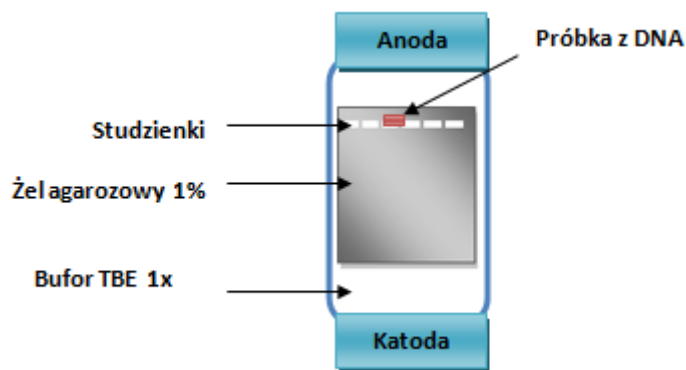 Anoda
Próbka z DNA
Studzienki
Żel agarozowy 1%
Bufor TBE 1x
Katoda